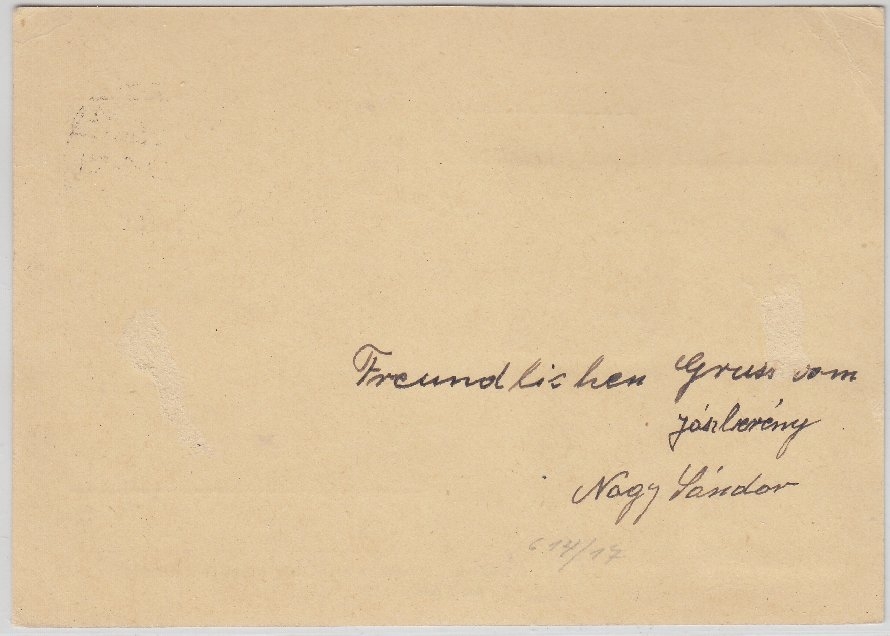 Freundlichen Gruss vom
Jászberény
Nagy Sándor
614/17